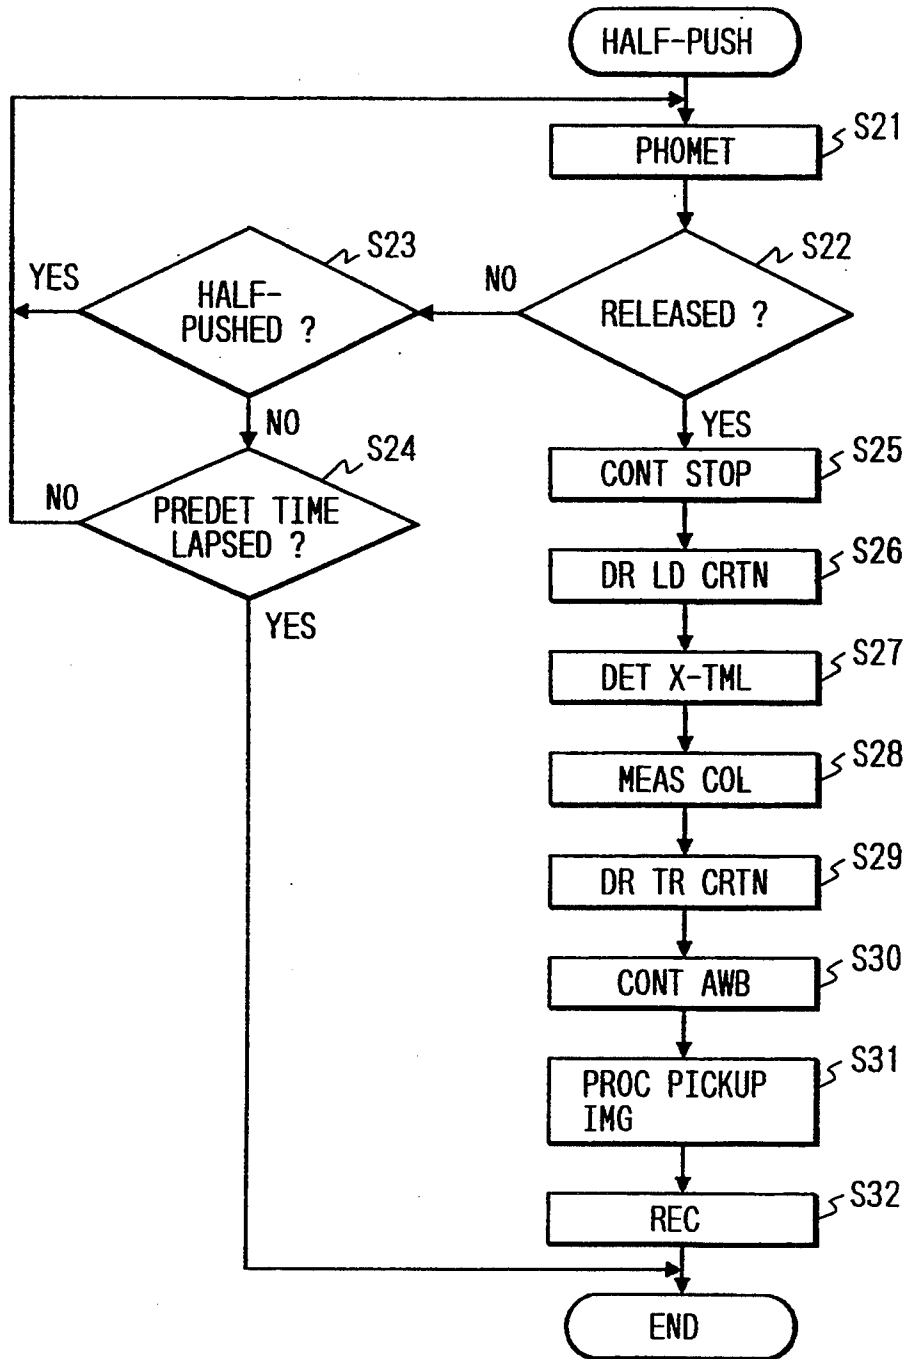 HALF-PUSH
S21
PHOMET
S22
RELEASED ?
NO
S23
HALF-
PUSHED ?
YES
NO
S24
PREDET TIME
LAPSED ?
NO
YES
YES
S25
CONT STOP
S26
DR LD CRTN
S27
DET X-TML
S28
MEAS COL
S29
DR TR CRTN
S30
CONT AWB
S31
PROC PICKUP
IMG
S32
REC
END